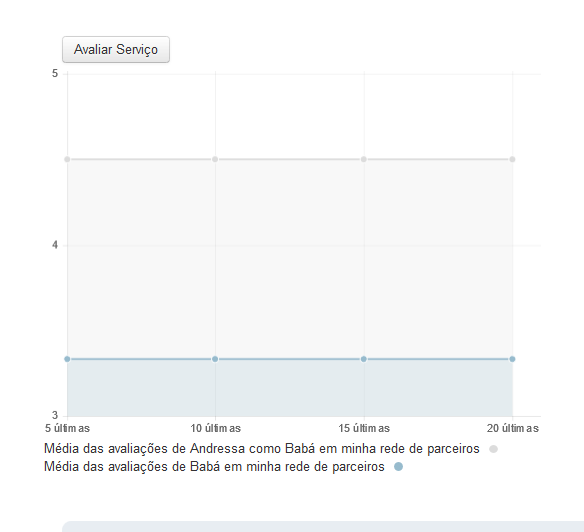 Avaliar Serviço
5
4
3
5 últimas 10 últimas 15 últimas 20 últimas
Média das avaliações de Andressa como Babá em minha rede de parceiros
Média das avaliações de Babá em minha rede de parceiros